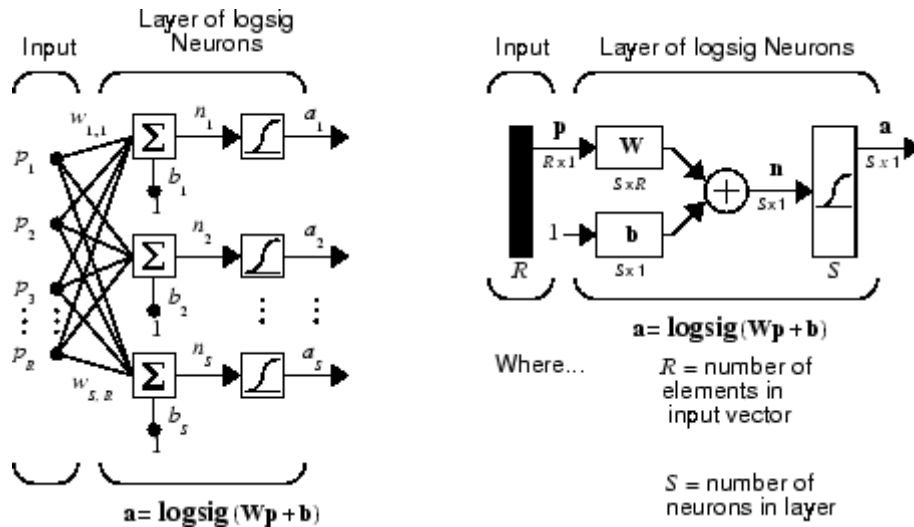 Input
Layer of logsig
Neurons
w1,1
n1
a1
p1
b1
1
p2
n2
a2
p3
b2
1
pR
nS
aS
wS, R
bS
1
a= logsig (Wp + b)
Input
Layer of logsig Neurons
p
a
W
R x 1
S x R
n
S x 1
S x 1
1
b
R
S x 1
S
a= logsig (Wp + b)
Where...
R = number of
elements in
input vector
S = number of
neurons in layer